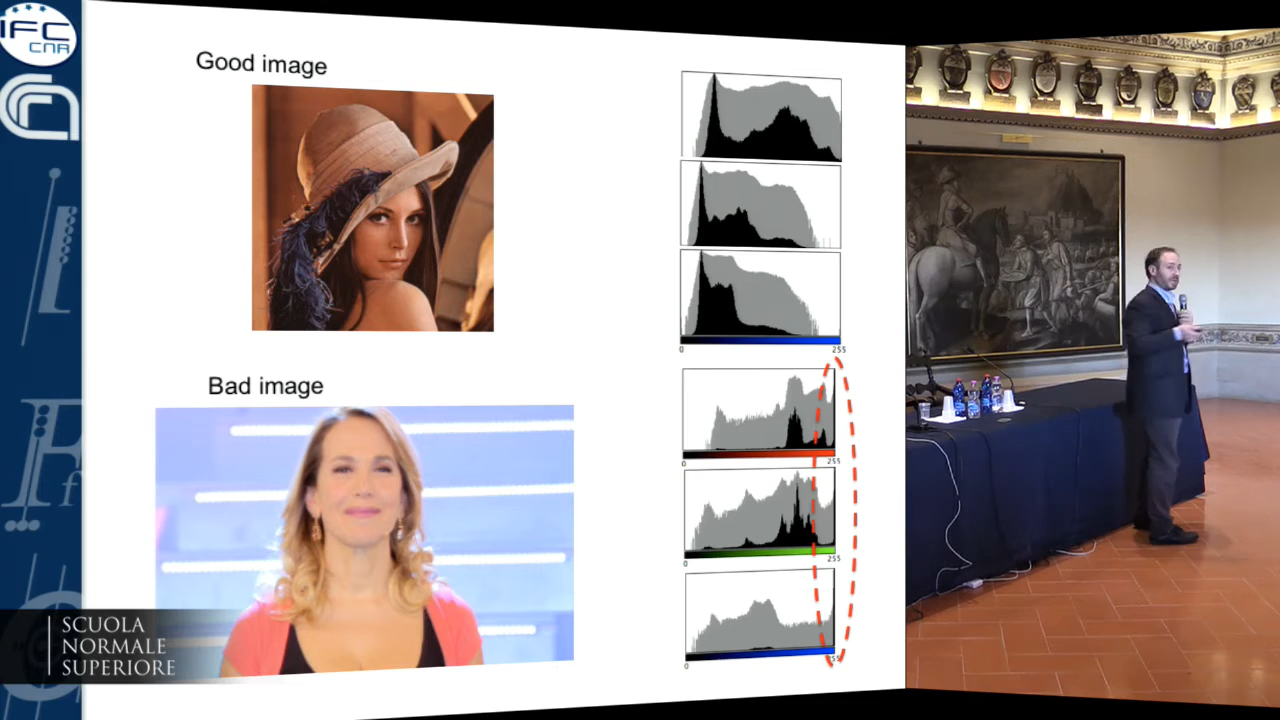 IFC
CNR
Good image
0 255
Bad image
0 255
0 255
0 255
SCUOLA
NORMALE
SUPERIORE